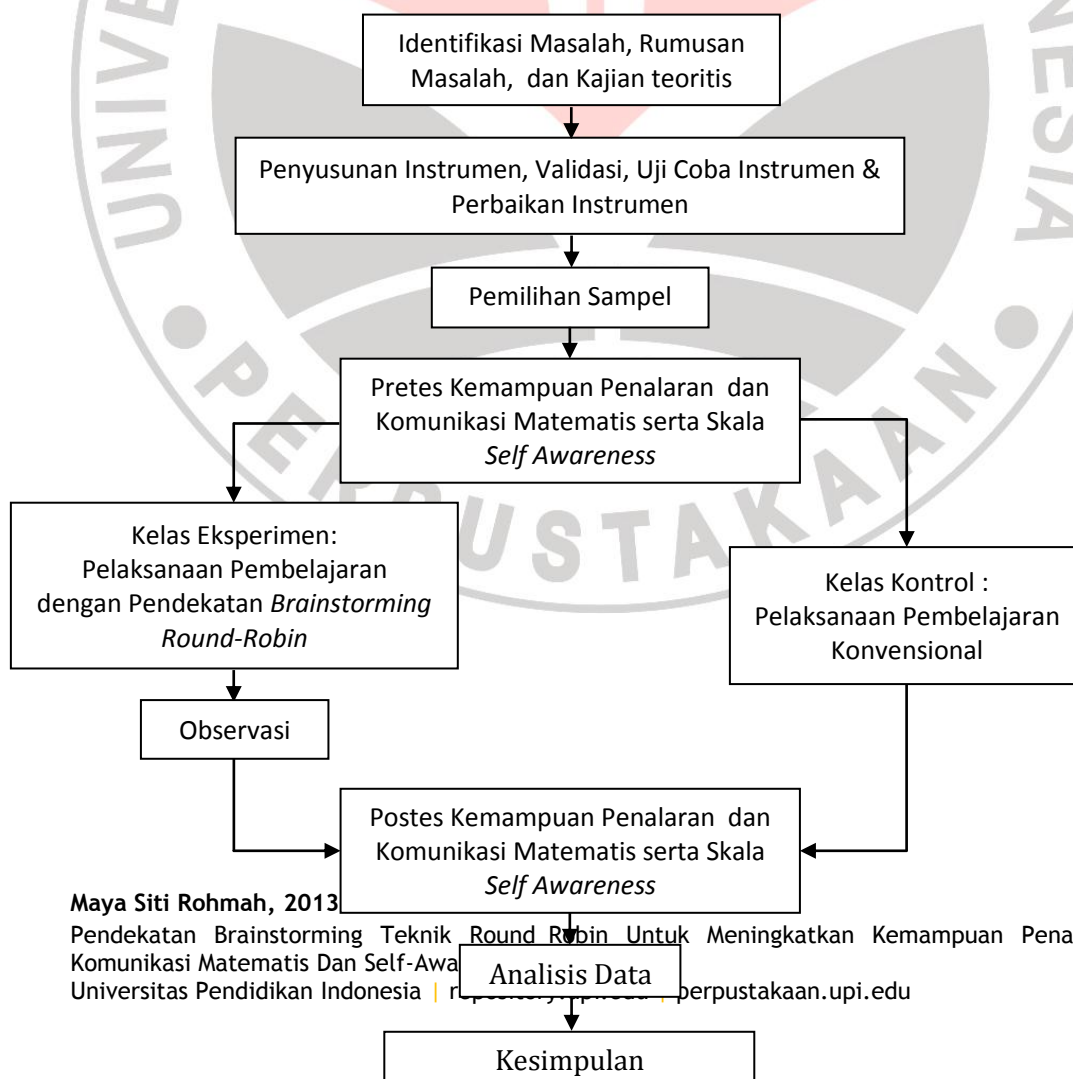 Identifikasi Masalah, Rumusan
Masalah, dan Kajian teoritis
Penyusunan Instrumen, Validasi, Uji Coba Instrumen &
Perbaikan Instrumen
Pemilihan Sampel
Pretes Kemampuan Penalaran dan
Komunikasi Matematis serta Skala
Self Awareness
Kelas Eksperimen:
Pelaksanaan Pembelajaran
dengan Pendekatan Brainstorming
Round-Robin
Kelas Kontrol :
Pelaksanaan Pembelajaran
Konvensional
Observasi
Postes Kemampuan Penalaran dan
Komunikasi Matematis serta Skala
Self Awareness
Maya Siti Rohmah, 2013
Pendekatan Brainstorming Teknik Round Robin Untuk Meningkatkan Kemampuan Pena
Komunikasi Matematis Dan Self-Awa
Universitas Pendidikan Indonesia | perpustakaan.upi.edu
Analisis Data
Kesimpulan
PERPUSTAKAAN